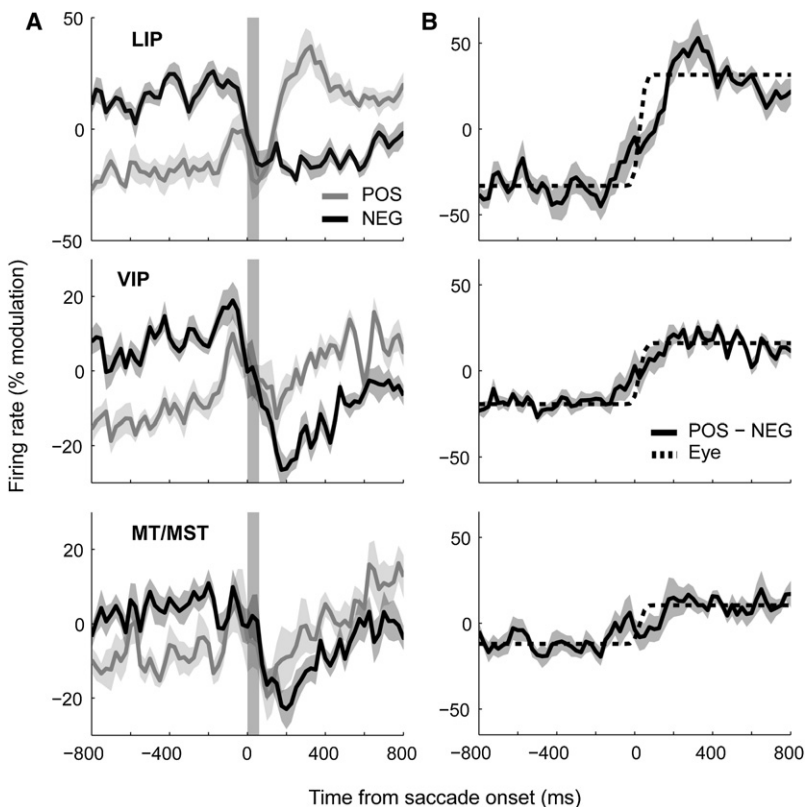 A
B
LIP
50
0
−50
POS
NEG
50
0
−50
VIP
20
0
−20
50
0
−50
POS − NEG
Eye
MT/MST
20
0
−20
50
0
−50
−800 −400 0 400 800
−800 −400 0 400 800
Firing rate (% modulation)
Time from saccade onset (ms)